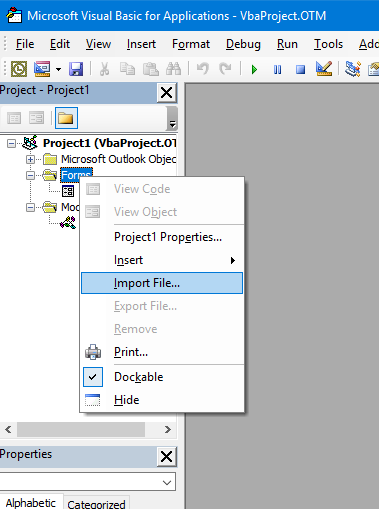 Microsoft Visual Basic for Applications - VbaProject.OTM
File Edit View Insert Format Debug Run Tools
Project - Project1
Project1 (VbaProject.OT
Microsoft Outlook Objec
Forms
View Code
View Object
Project1 Properties...
Insert
Import File...
Export File...
Remove
Print...
Dockable
Hide
Properties
Alphabetic Categorized